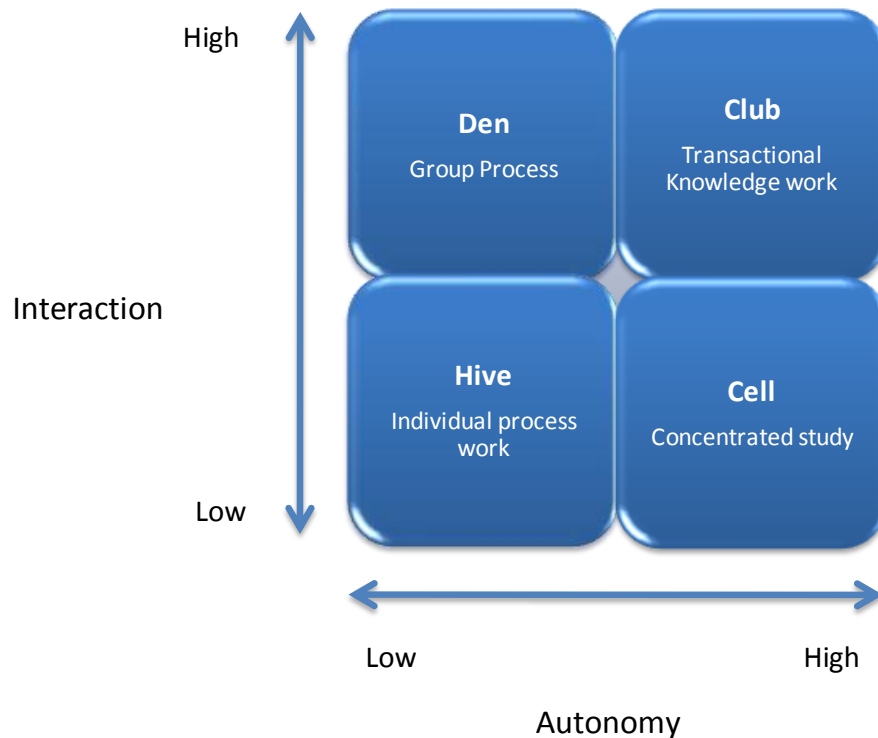 High
Den
Group Process
Club
Transactional
Knowledge work
Interaction
Hive
Individual process
work
Cell
Concentrated study
Low
Low
High
Autonomy